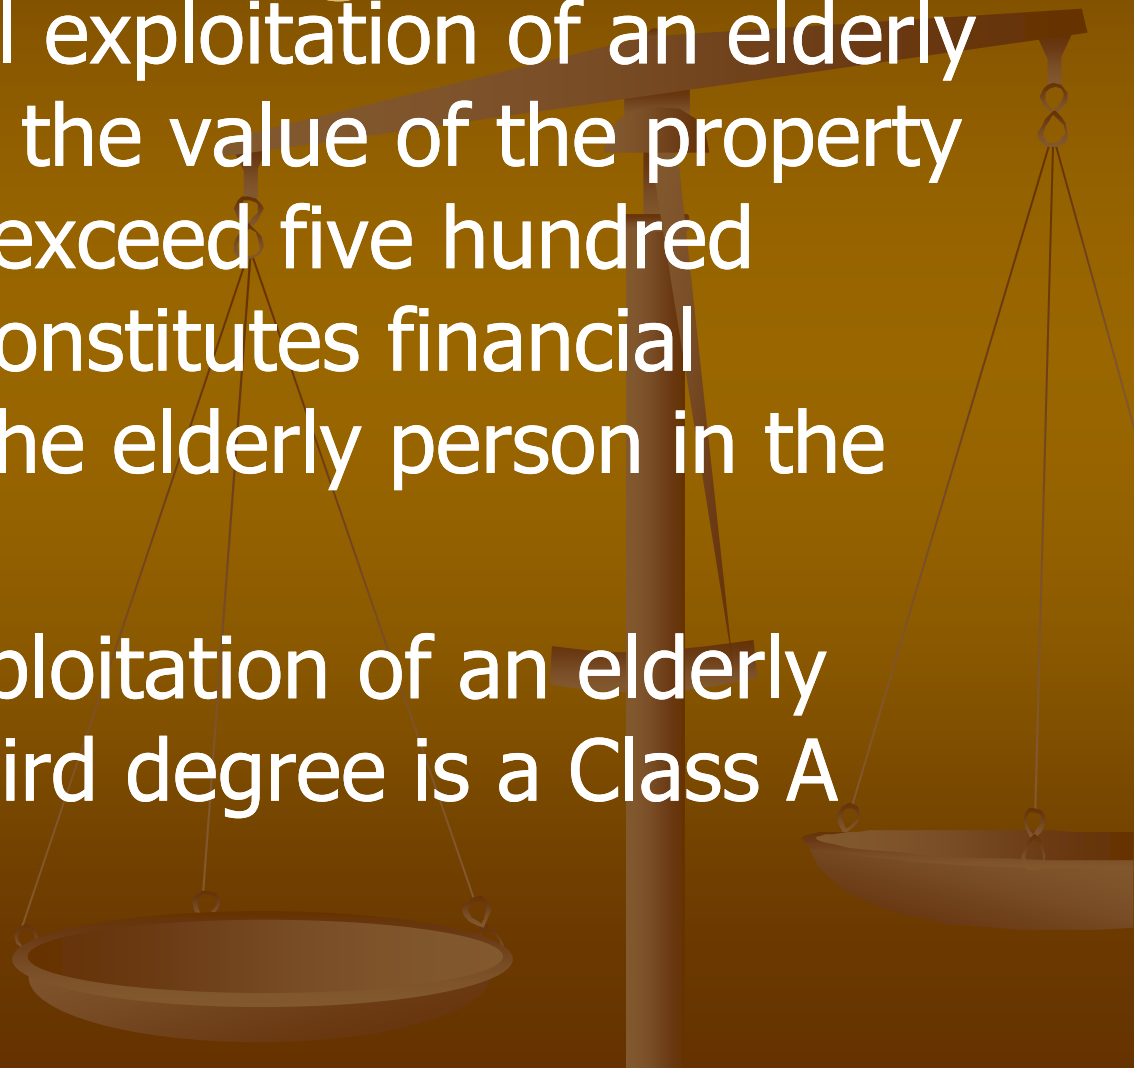 l exploitation of an elderly
the value of the property
exceed five hundred
onstitutes financial
he elderly person in the
ploitation of an elderly
ird degree is a Class A